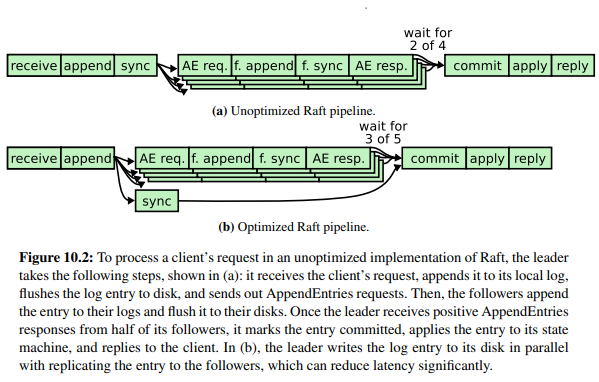 wait for
2 of 4
receive append sync AE req. f. append f. sync AE resp. commit apply reply
(a) Unoptimized Raft pipeline.
wait for
3 of 5
receive append AE req. f. append f. sync AE resp. commit apply reply
sync
(b) Optimized Raft pipeline.
Figure 10.2: To process a client's request in an unoptimized implementation of Raft, the leader
takes the following steps, shown in (a): it receives the client's request, appends it to its local log,
flushes the log entry to disk, and sends out AppendEntries requests. Then, the followers append
the entry to their logs and flush it to their disks. Once the leader receives positive AppendEntries
responses from half of its followers, it marks the entry committed, applies the entry to its state
machine, and replies to the client. In (b), the leader writes the log entry to its disk in parallel
with replicating the entry to the followers, which can reduce latency significantly.